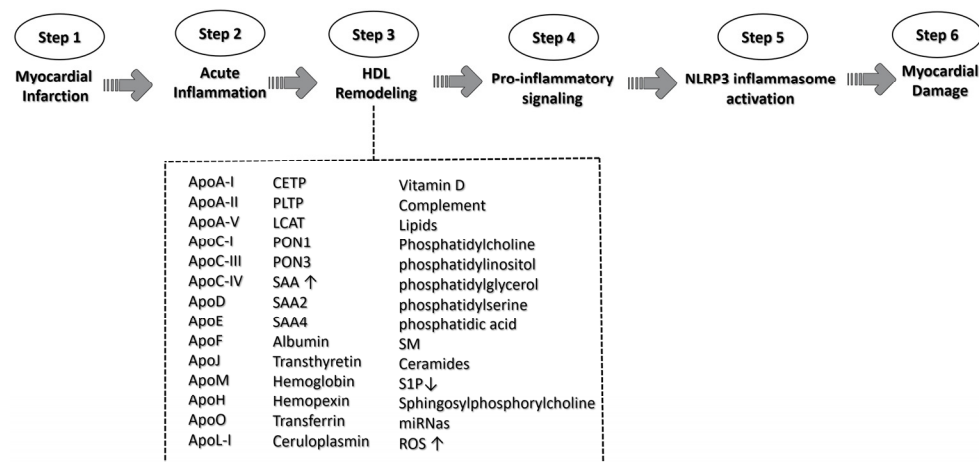 Step 1
Myocardial
Infarction
Step 2
Acute
Inflammation
Step 3
HDL
Remodeling
Step 4
Pro-inflammatory
signaling
Step 5
NLRP3 inflammasome
activation
Step 6
Myocardial
Damage
ApoA-I
ApoA-II
ApoA-V
ApoC-I
ApoC-III
ApoC-IV
ApoD
ApoE
ApoF
ApoJ
ApoM
ApoH
ApoO
ApoL-I
CETP
PLTP
LCAT
PON1
PON3
SAA ↑
SAA2
SAA4
Albumin
Transthyretin
Hemoglobin
Hemopexin
Transferrin
Ceruloplasmin
Vitamin D
Complement
Lipids
Phosphatidylcholine
phosphatidylinositol
phosphatidylglycerol
phosphatidylserine
phosphatidic acid
SM
Ceramides
S1P↓
Sphingosylphosphorylcholine
miRNas
ROS ↑